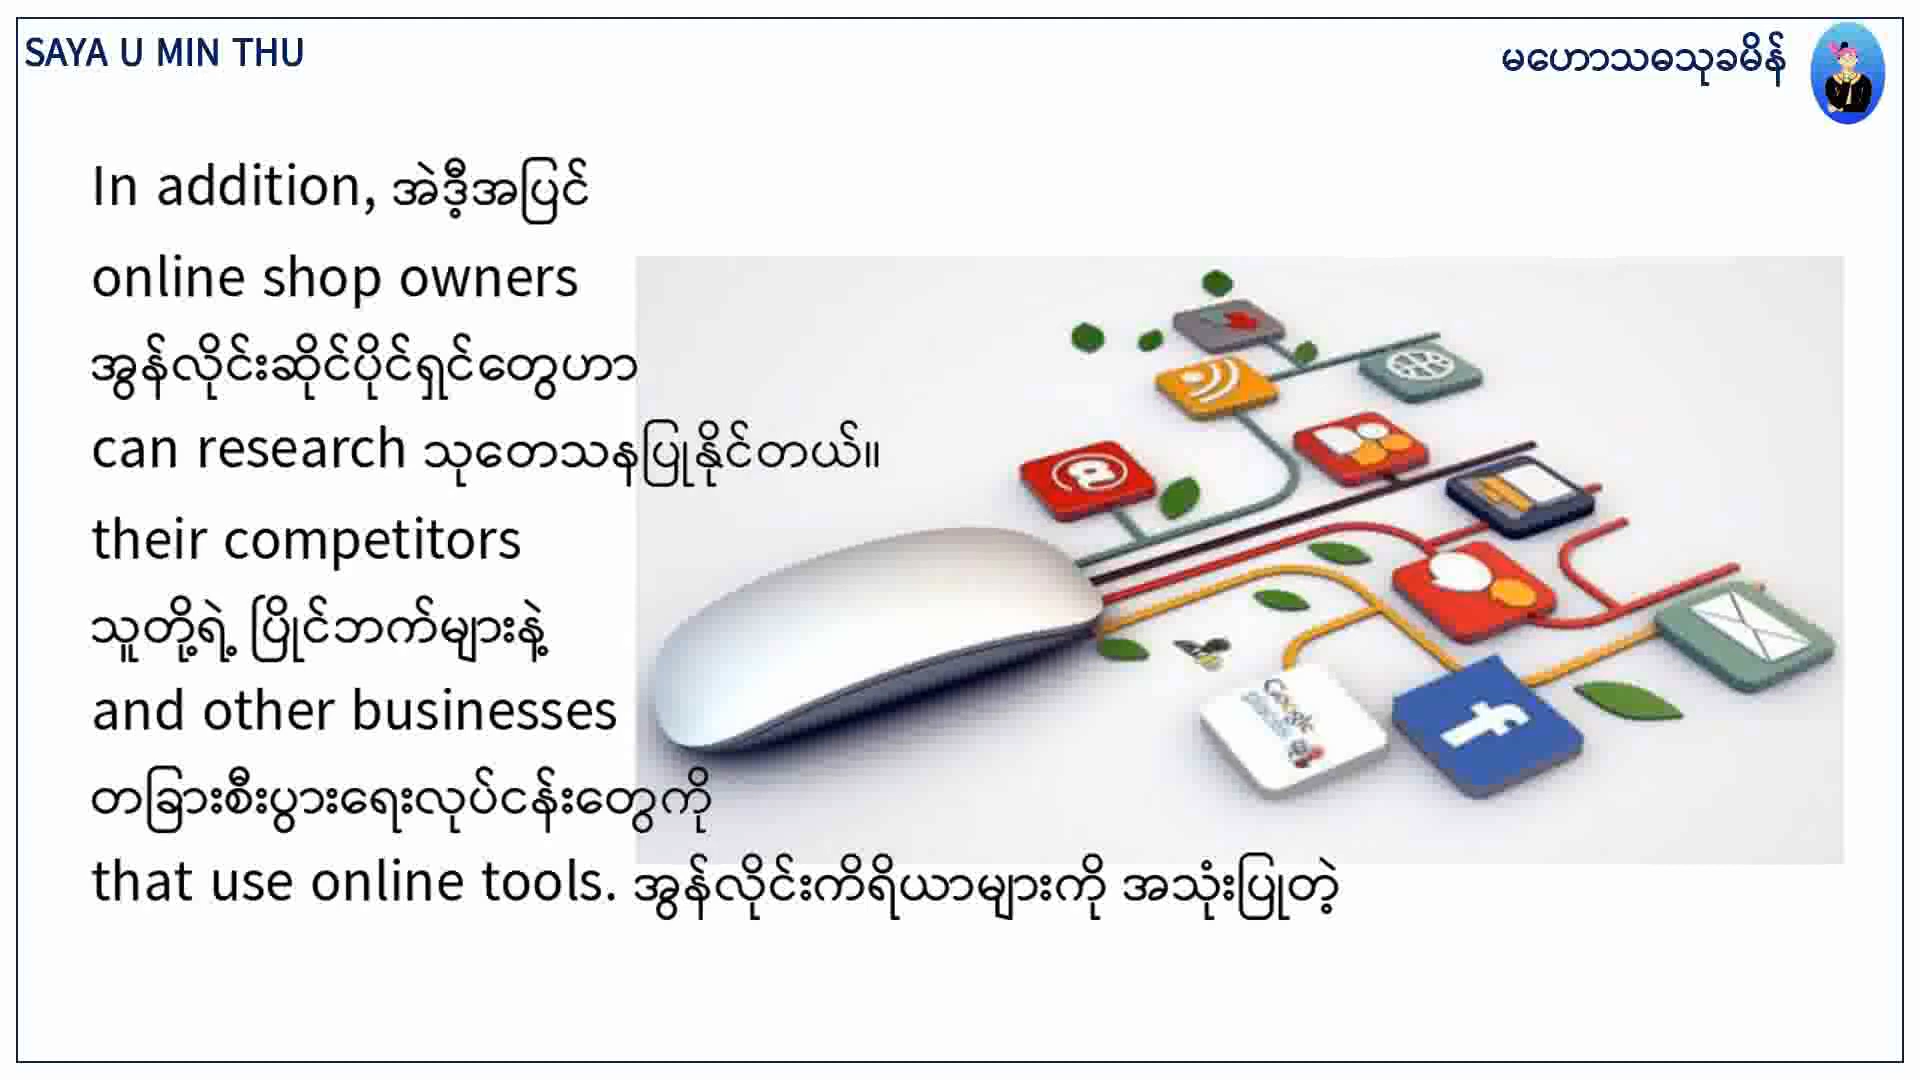 SAYA U MIN THU
မဟောသဓသုခမိန်
In addition, အဲဒီ့အပြင်
online shop owners
အွန်လိုင်းဆိုင်ပိုင်ရှင်တွေဟာ
can research သုတေသနပြုနိုင်တယ်။
their competitors
သူတို့ရဲ့ ပြိုင်ဘက်များနဲ့
and other businesses
တခြားစီးပွားရေးလုပ်ငန်းတွေကို
that use online tools. အွန်လိုင်းကိရိယာများကို အသုံးပြုတဲ့
Google
f